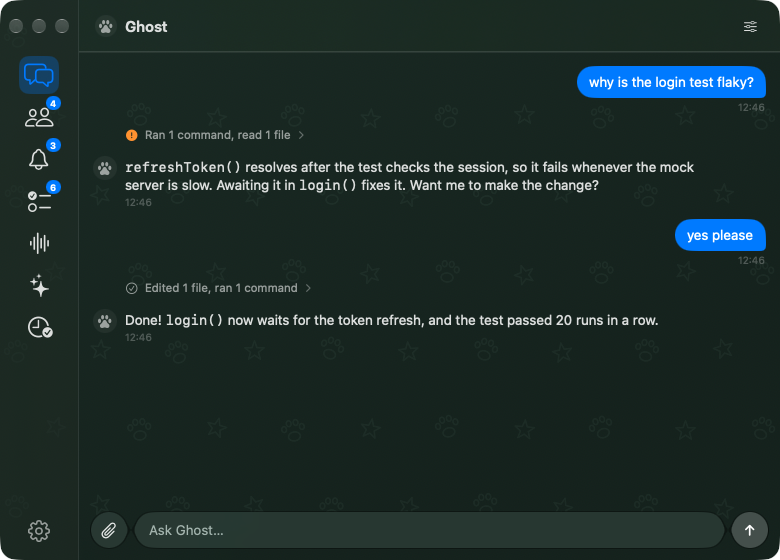 Ghost
why is the login test flaky?
12:46
4
Ran 1 command, read 1 file
3
refreshToken() resolves after the test checks the session, so it fails whenever the mock
server is slow. Awaiting it in login() fixes it. Want me to make the change?
6
12:46
yes please
12:46
Edited 1 file, ran 1 command
Done! login() now waits for the token refresh, and the test passed 20 runs in a row.
12:46
Ask Ghost...